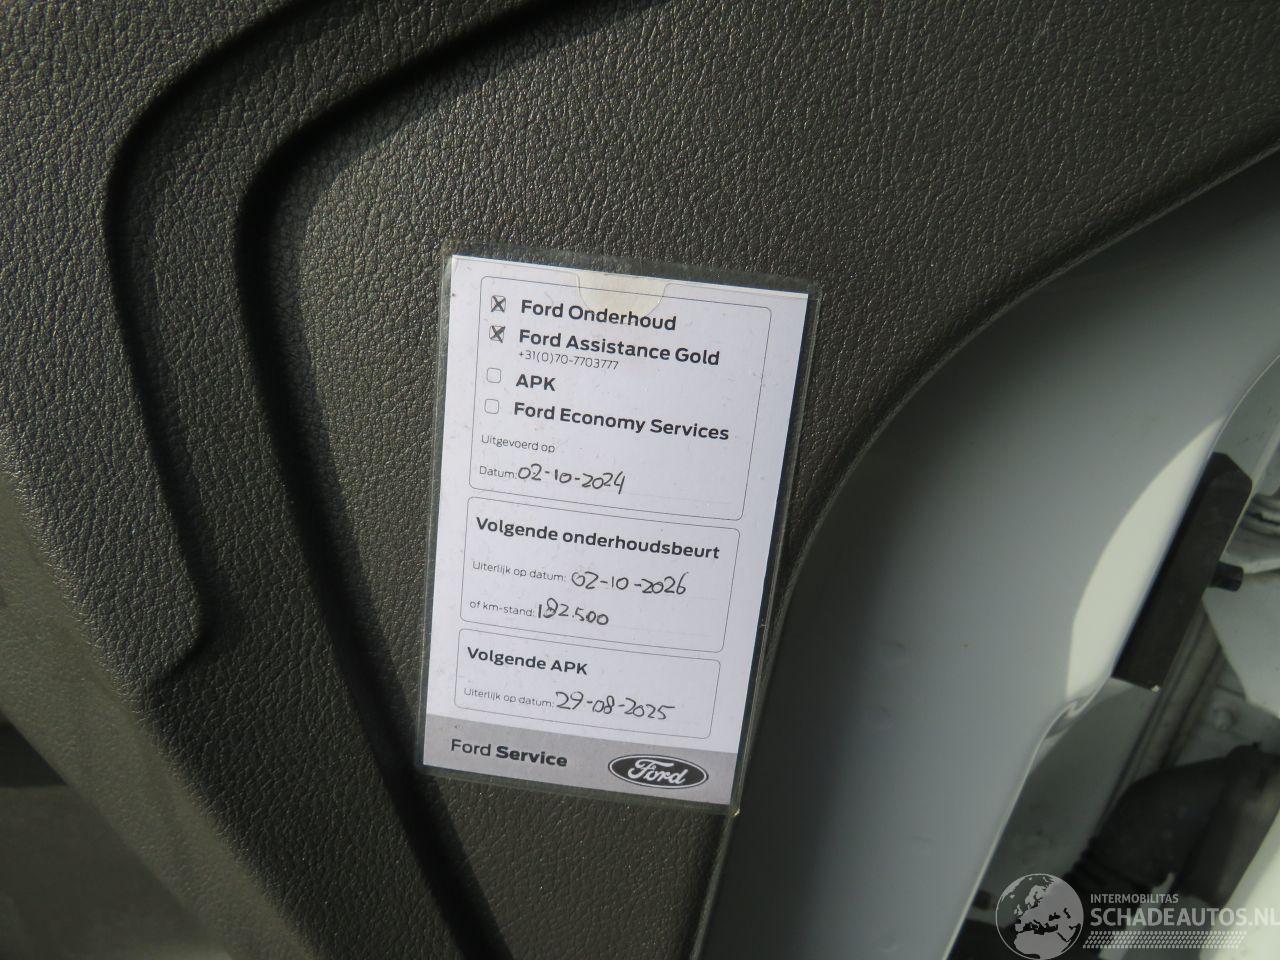 Ford Onderhoud
Ford Assistance Gold
+31(0)70-7703777
APK
Ford Economy Services
Uitgevoerd op
Datum: 02-10-2024
Volgende onderhoudsbeurt
Uiterlijk op datum: 02-10-2026
of km-stand: 182.500
Volgende APK
Uiterlijk op datum: 29-08-2025
Ford Service
Ford
INTERMOBILITAS
SCHADEAUTOS.NL